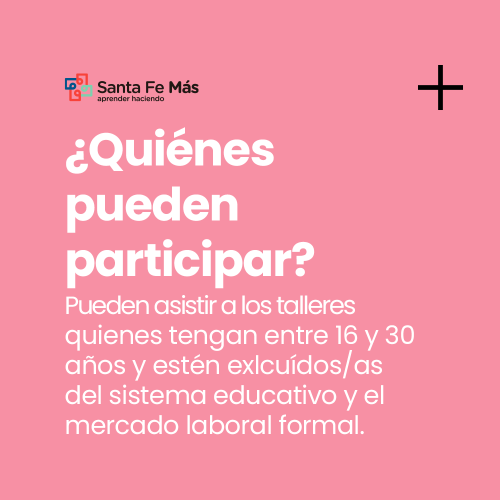 Santa Fe Más
aprender haciendo
¿Quiénes
pueden
participar?
Pueden asistir a los talleres
quienes tengan entre 16 y 30
años y estén exlcuídos/as
del sistema educativo y el
mercado laboral formal.